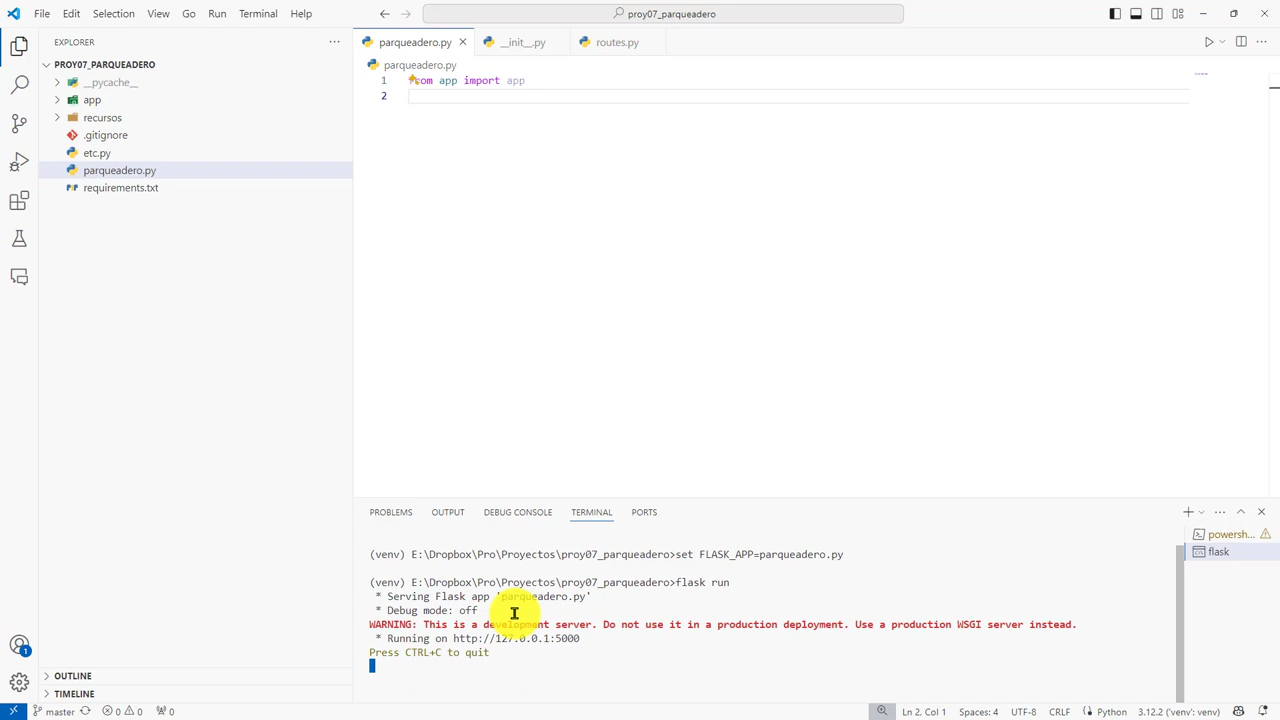 File Edit Selection View Go Run Terminal Help
proy07_parqueadero
EXPLORER
PROY07_PARQUEADERO
__pycache__
app
recursos
.gitignore
etc.py
parqueadero.py
requirements.txt
OUTLINE
TIMELINE
parqueadero.py __init__.py routes.py
parqueadero.py
1 from app import app
2
PROBLEMS OUTPUT DEBUG CONSOLE TERMINAL PORTS
(venv) E:\Dropbox\Pro\Proyectos\proy07_parqueadero>set FLASK_APP=parqueadero.py
(venv) E:\Dropbox\Pro\Proyectos\proy07_parqueadero>flask run
* Serving Flask app 'parqueadero.py'
* Debug mode: off
WARNING: This is a development server. Do not use it in a production deployment. Use a production WSGI server instead.
* Running on http://127.0.0.1:5000
Press CTRL+C to quit
powersh...
flask
1
master 0 0 0 Ln 2, Col 1 Spaces: 4 UTF-8 CRLF Python 3.12.2 ('venv': venv)